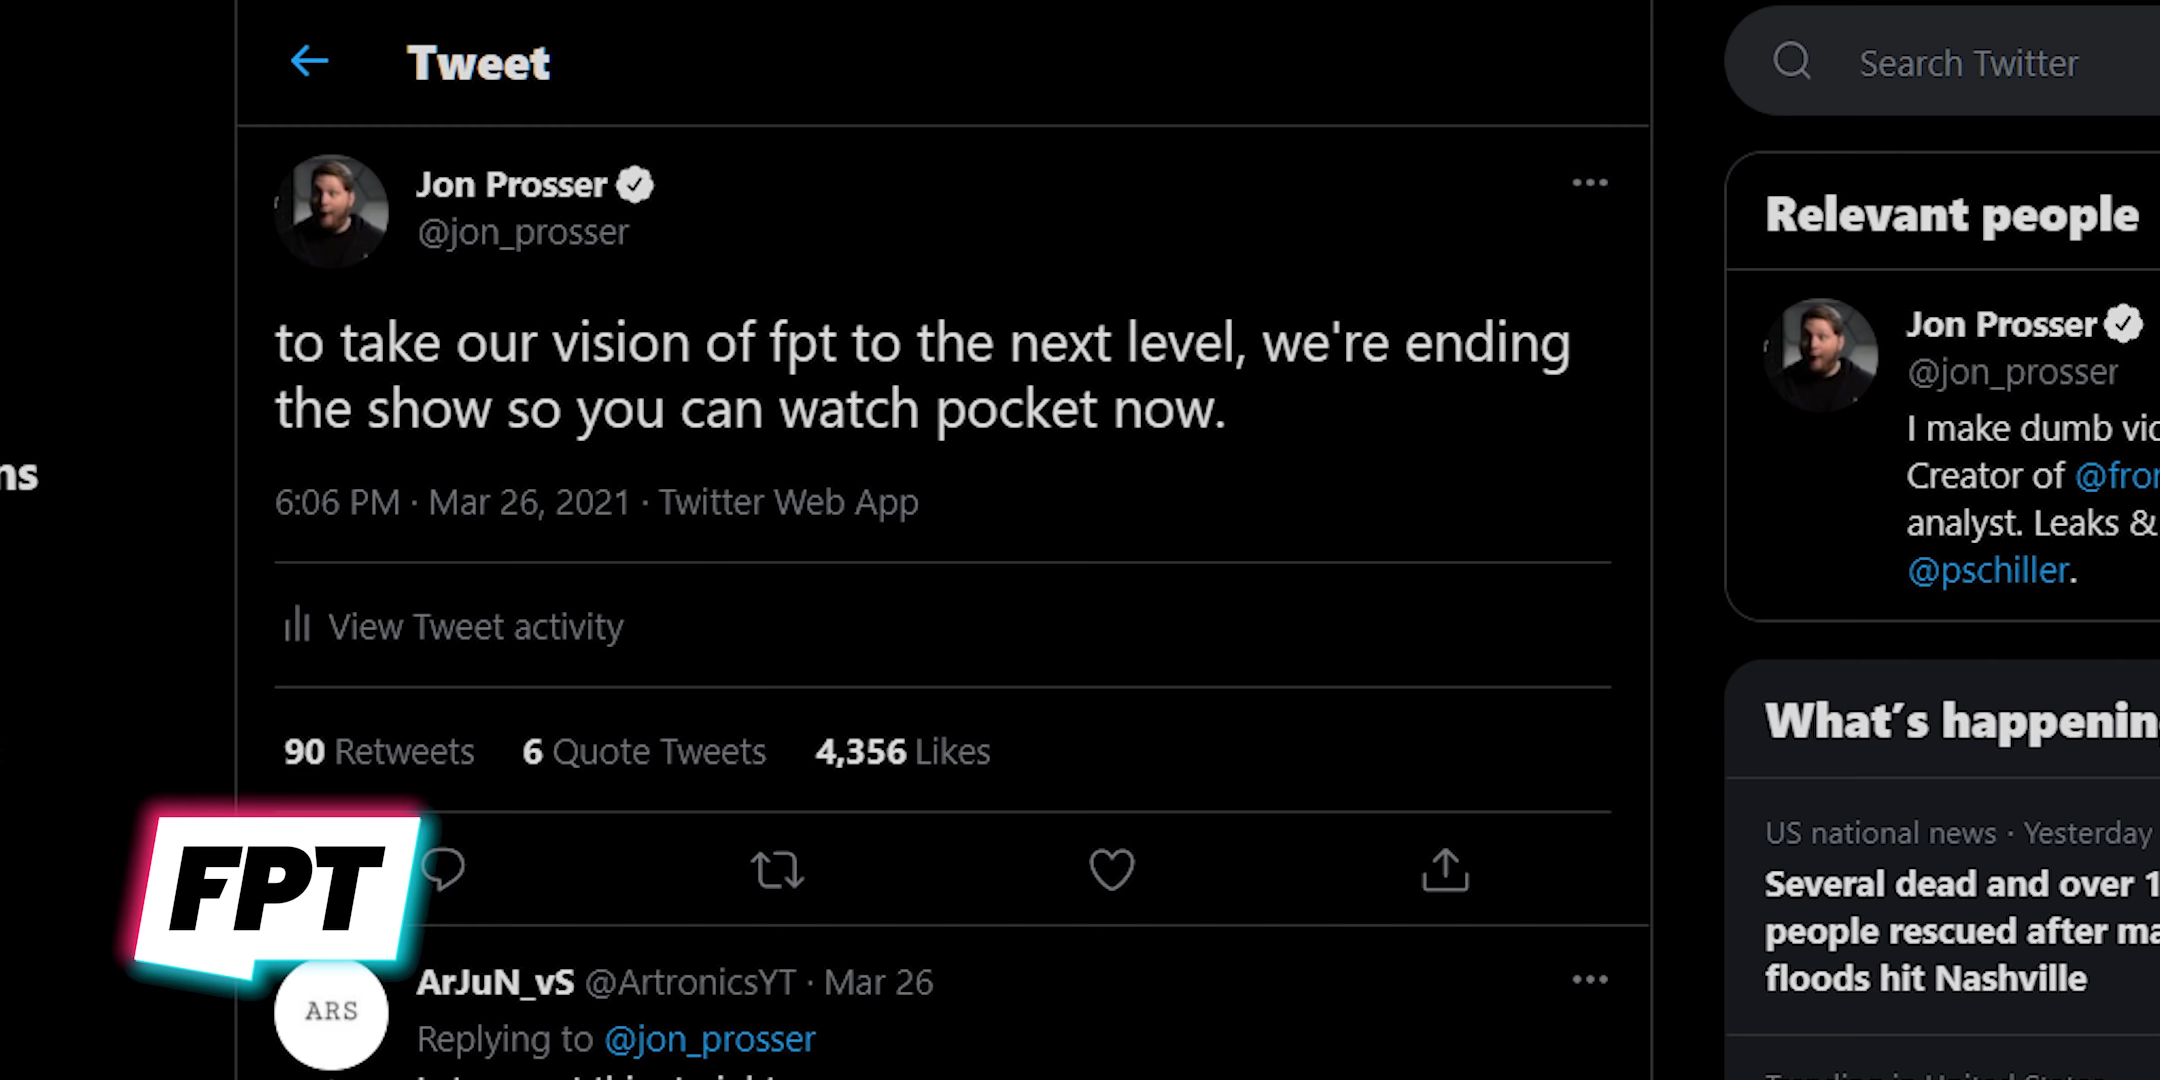 Tweet
Search Twitter
Jon Prosser
@jon_prosser
to take our vision of fpt to the next level, we're ending
the show so you can watch pocket now.
6:06 PM · Mar 26, 2021 · Twitter Web App
View Tweet activity
90 Retweets 6 Quote Tweets 4,356 Likes
FPT
ARS
ArJuN_vS @ArtronicsYT · Mar 26
Replying to @jon_prosser
Relevant people
Jon Prosser
@jon_prosser
I make dumb
Creator of
analyst. Leaks &
@pschiller.
What's
US national news · Yesterday
Several dead and over
people rescued after
floods hit Nashville